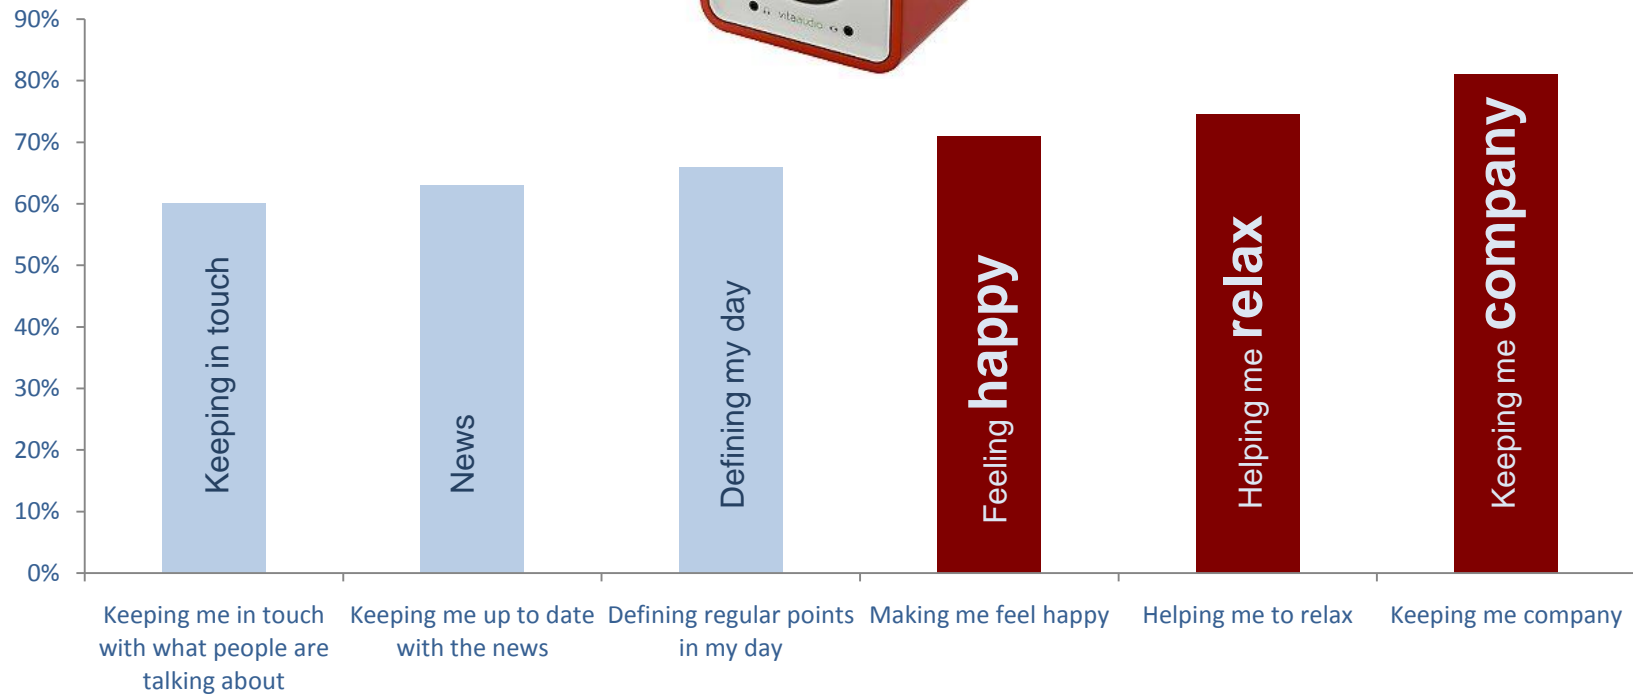 vitaaudio
90%
80%
70%
60%
50%
40%
30%
20%
10%
0%
Keeping in touch
News
Defining my day
Feeling happy
Helping me relax
Keeping me company
Keeping me in touch
with what people are
talking about
Keeping me up to date
with the news
Defining regular points
in my day
Making me feel happy
Helping me to relax
Keeping me company